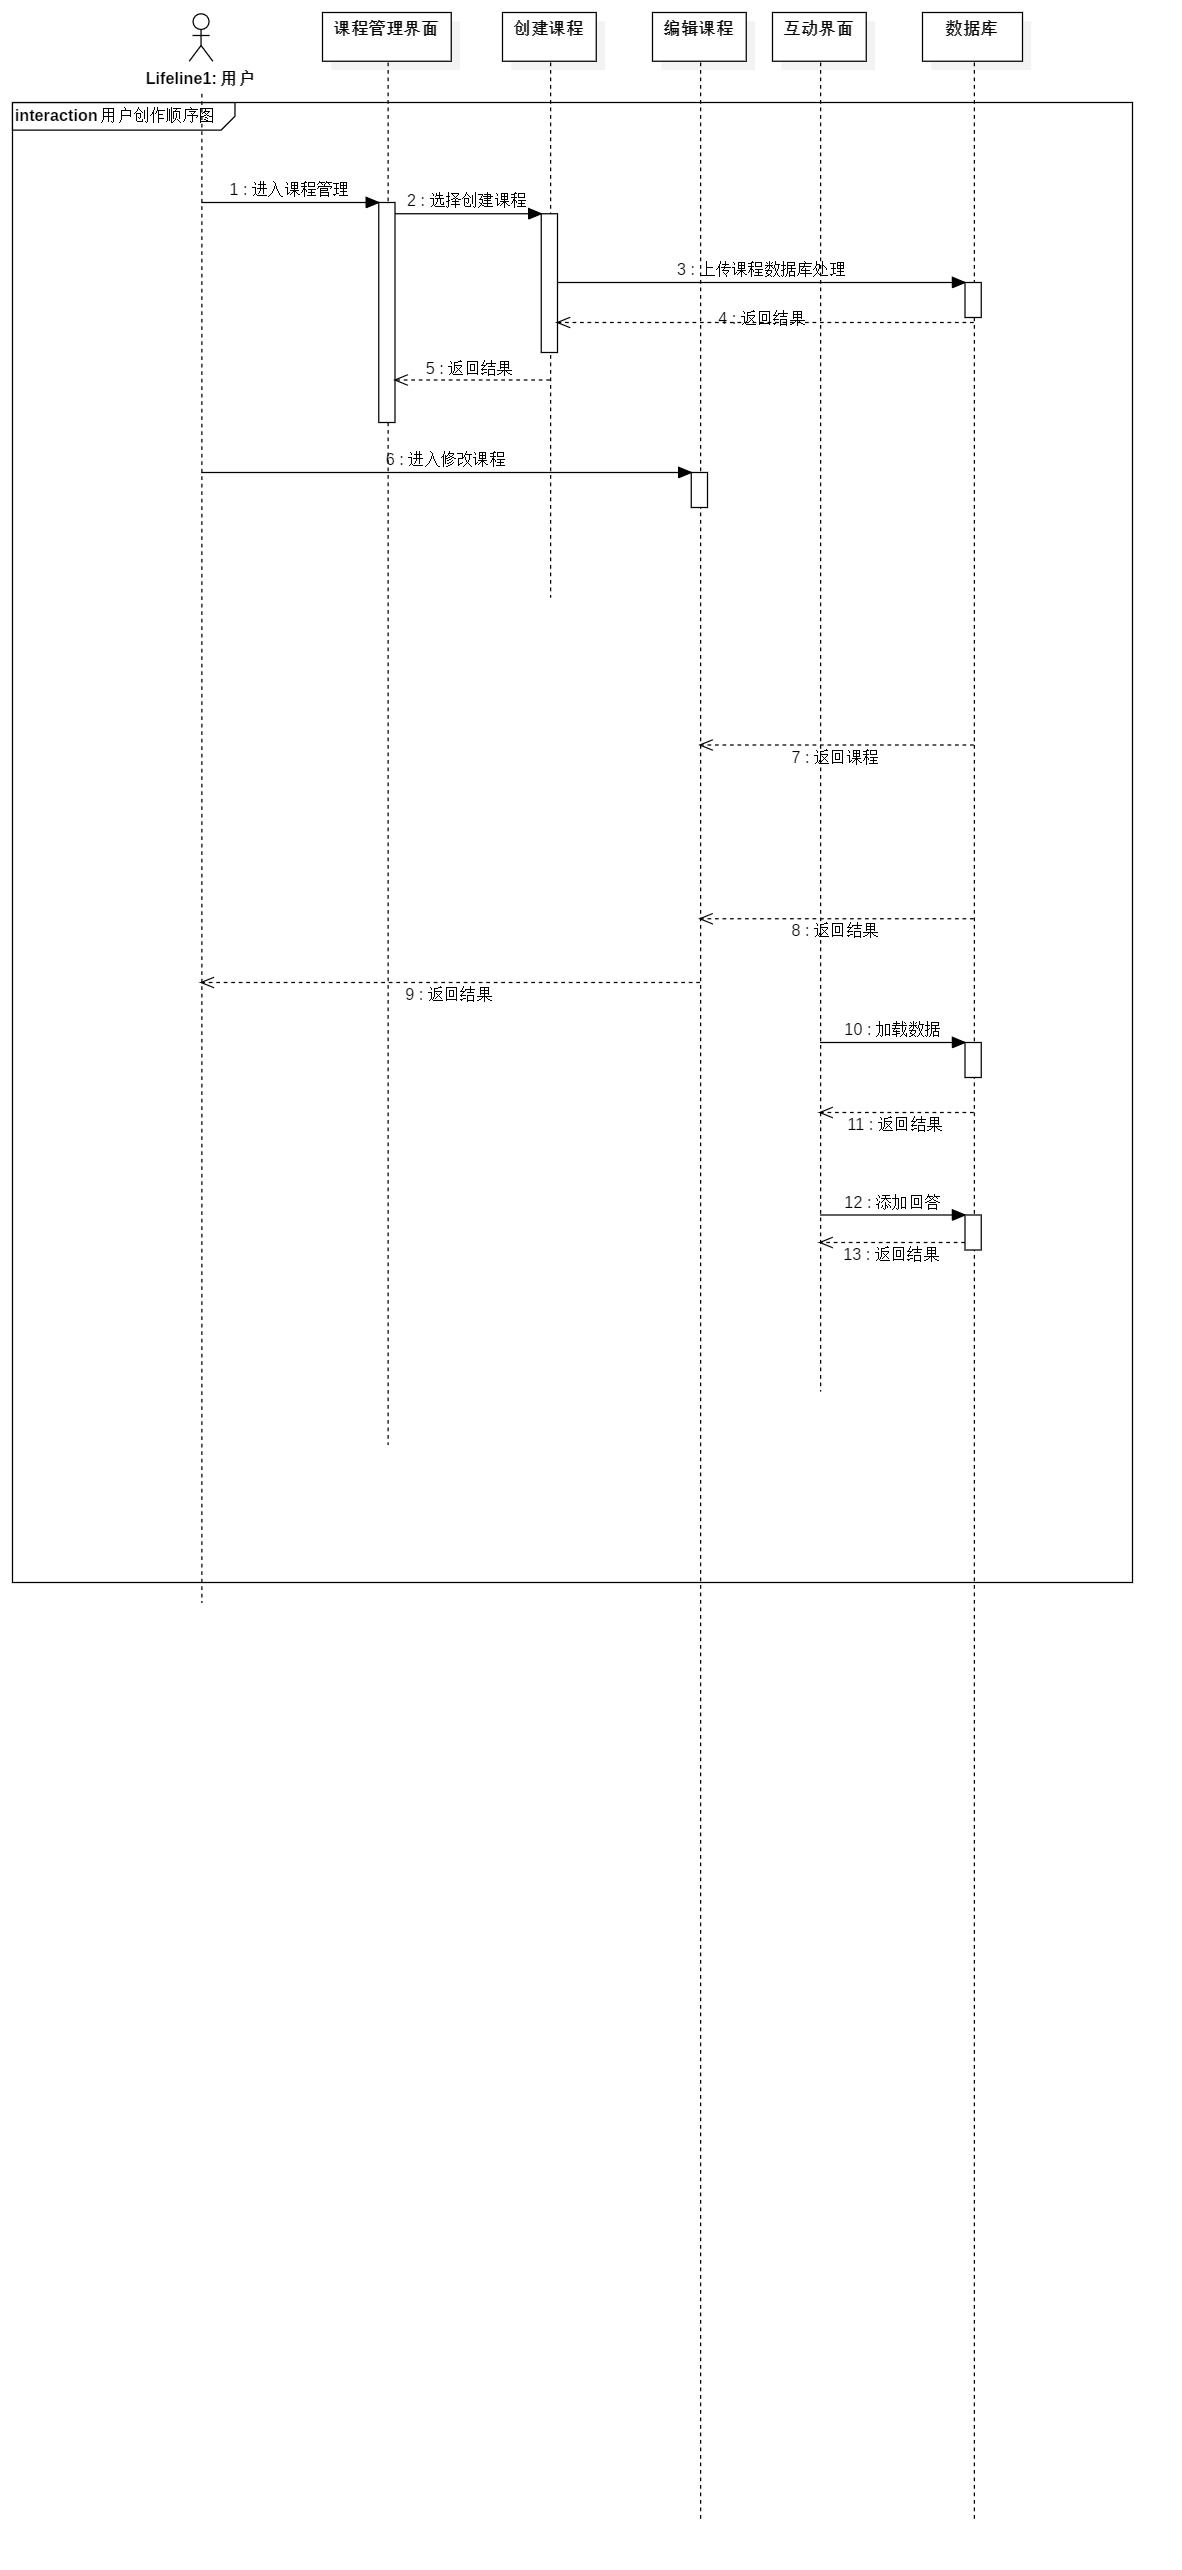 课程管理界面
创建课程
编辑课程
互动界面
数据库
Lifeline1: 用户
interaction 用户创作顺序图
1 : 进入课程管理
2 : 选择创建课程
3 : 上传课程数据库处理
4 : 返回结果
5 : 返回结果
6 : 进入修改课程
7 : 返回课程
8 : 返回结果
9 : 返回结果
10 : 加载数据
11 : 返回结果
12 : 添加回答
13 : 返回结果